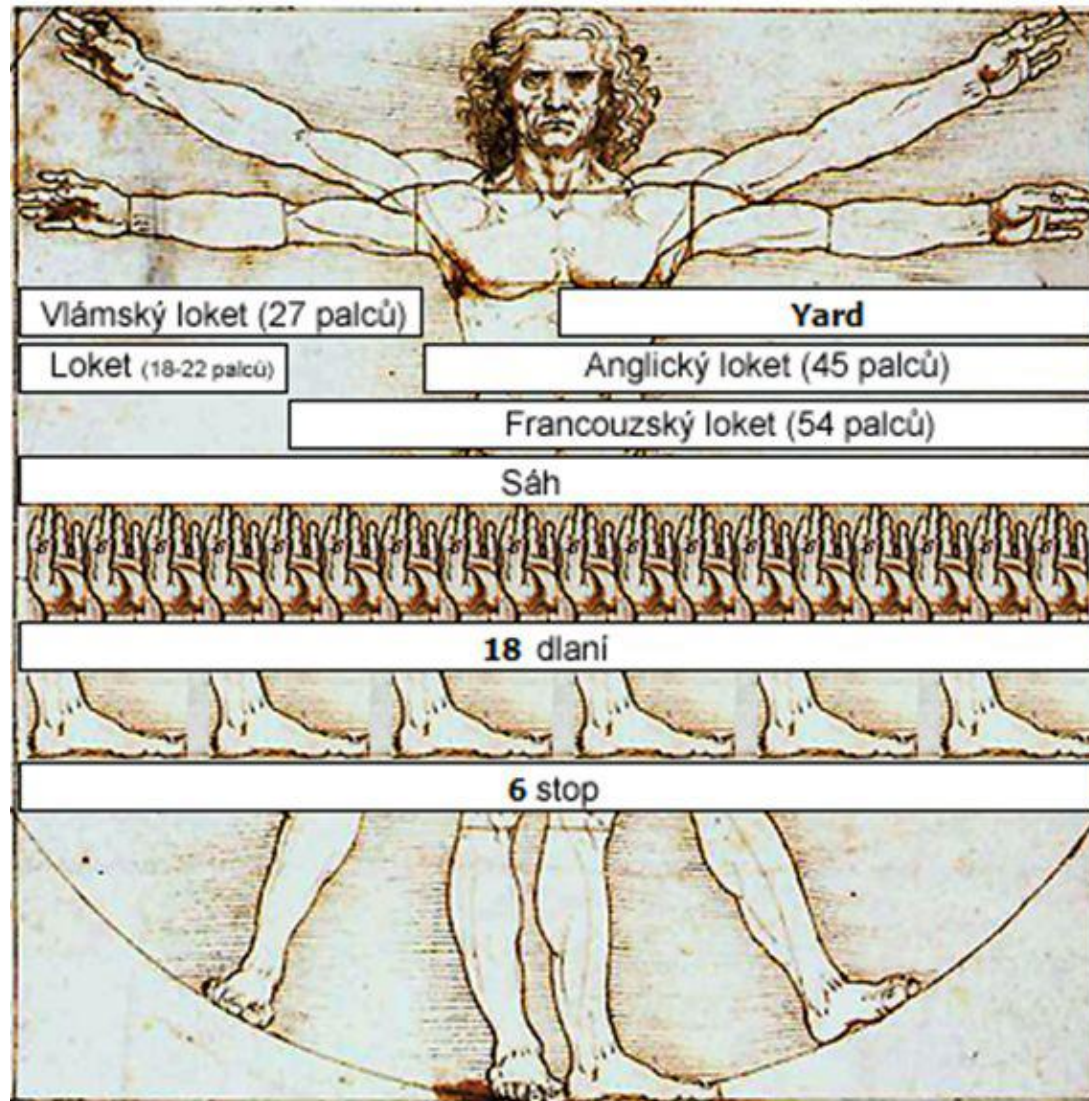 Vlámský loket (27 palců)
Yard
Loket (18-22 palců)
Anglický loket (45 palců)
Francouzský loket (54 palců)
Sáh
18 dlaní
6 stop